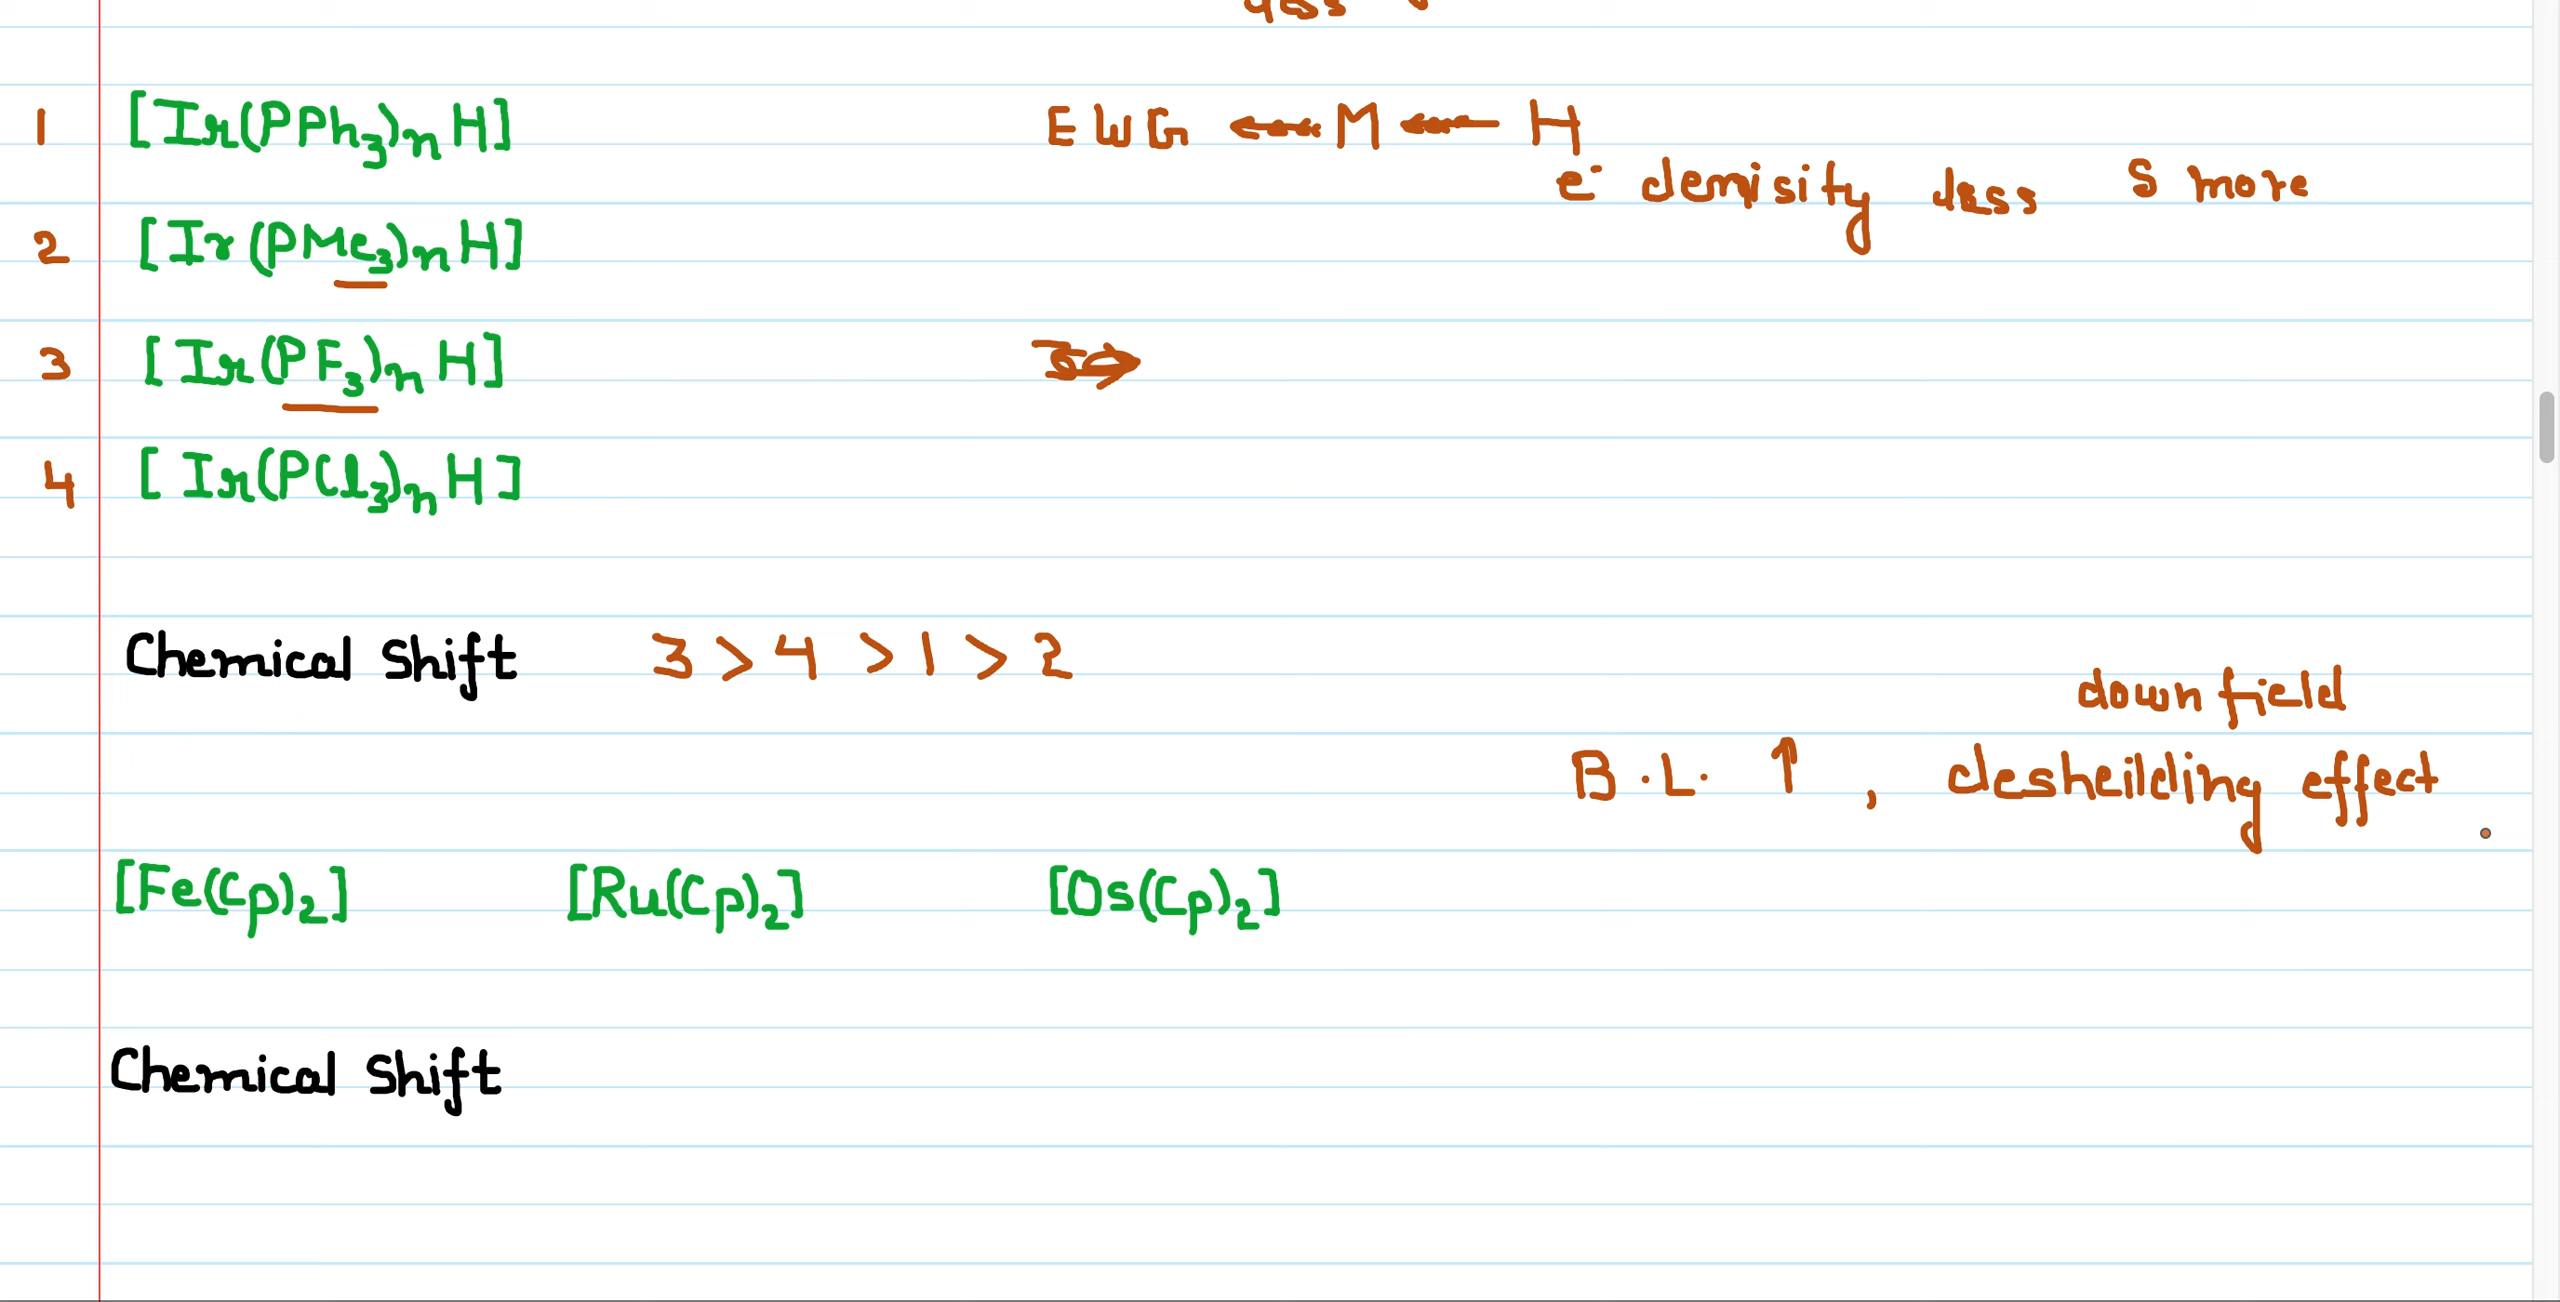 less
1 [Ir(PPh₃)ₙH] EWG ← M ← H
e⁻ demisity less S more
2 [Ir(PMe₃)ₙH]
3 [Ir(PF₃)ₙH]
4 [Ir(PCl₃)ₙH]
Chemical Shift 3 > 4 > 1 > 2
down field
B.L. ↑ , desheilding effect
[Fe(Cp)₂] [Ru(Cp)₂] [Os(Cp)₂]
Chemical Shift